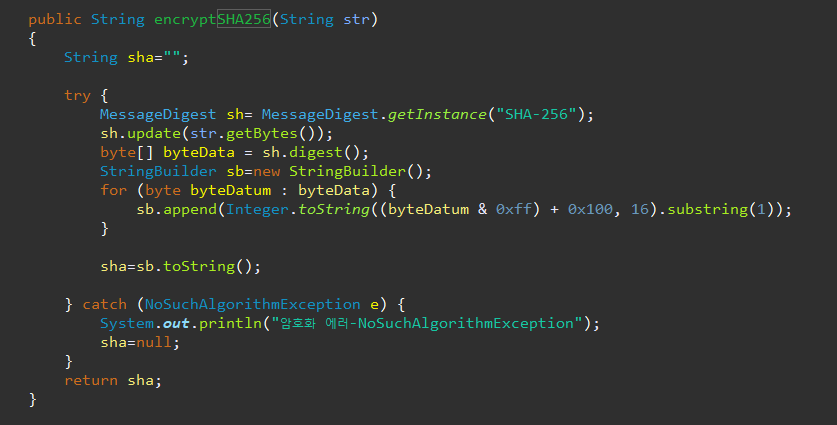 public String encryptSHA256(String str)
{
    String sha="";
    try {
        MessageDigest sh= MessageDigest.getInstance("SHA-256");
        sh.update(str.getBytes());
        byte[] byteData = sh.digest();
        StringBuilder sb=new StringBuilder();
        for (byte byteDatum : byteData) {
            sb.append(Integer.toString((byteDatum & 0xff) + 0x100, 16).substring(1));
        }
        sha=sb.toString();
    } catch (NoSuchAlgorithmException e) {
        System.out.println("암호화 에러-NoSuchAlgorithmException");
        sha=null;
    }
    return sha;
}